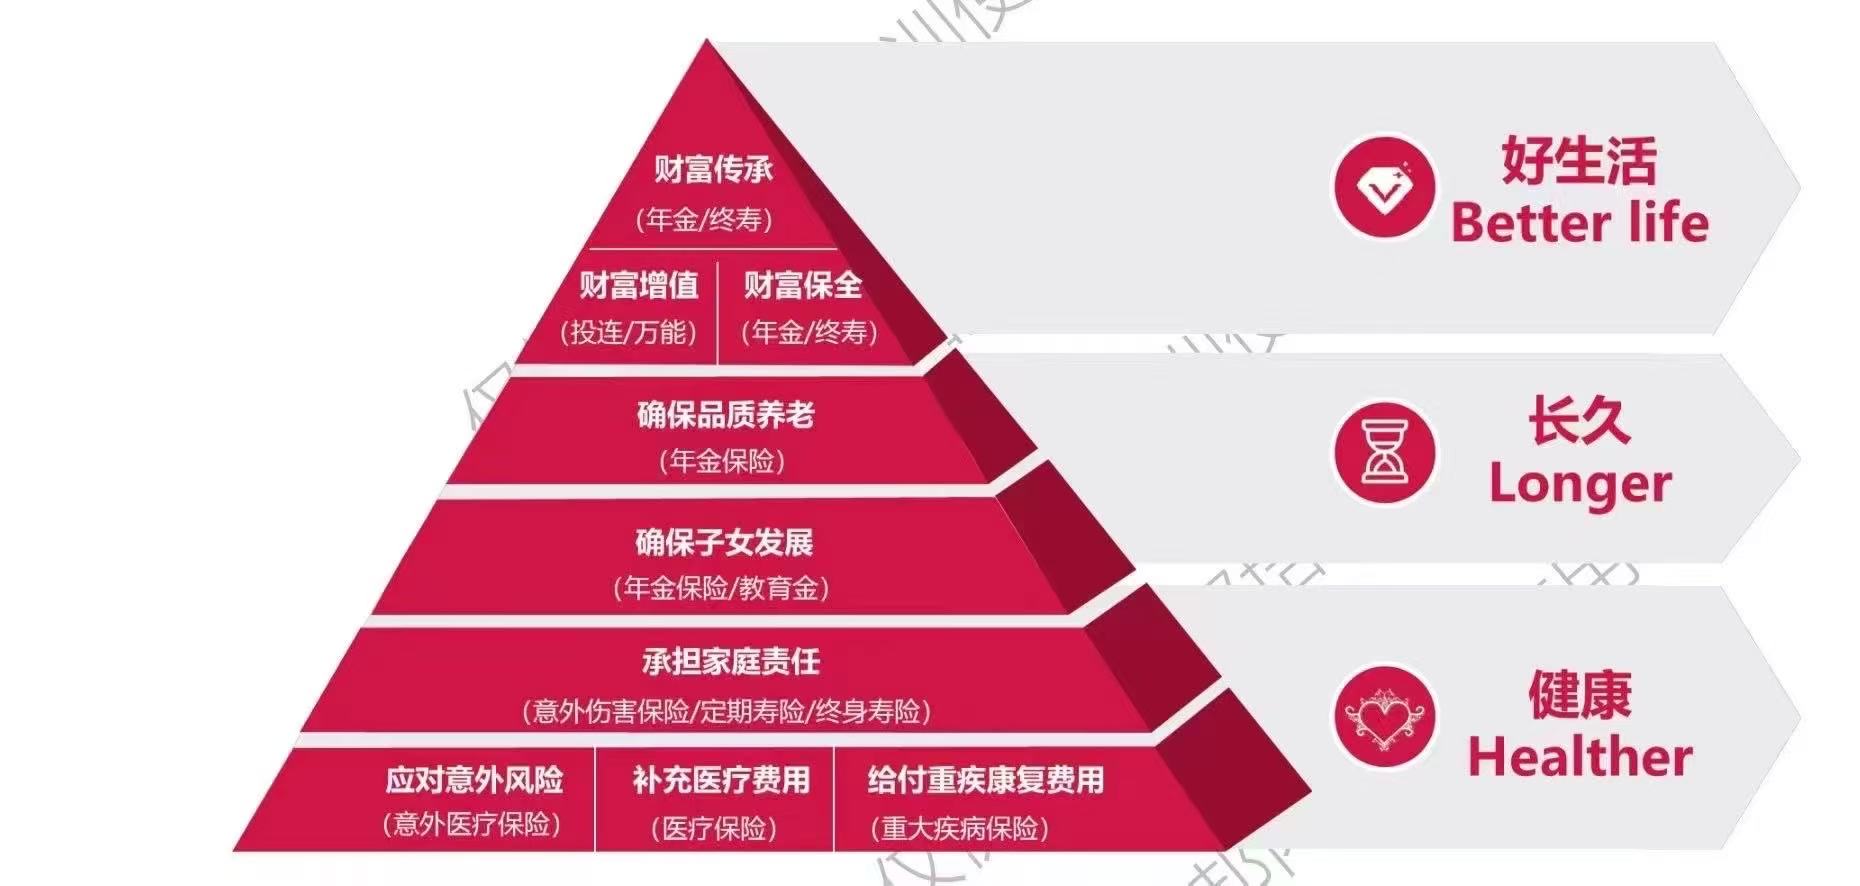 财富传承
（年金/终寿）
财富增值
（投连/万能）
财富保全
（年金/终寿）
确保品质养老
（年金保险）
确保子女发展
（年金保险/教育金）
承担家庭责任
（意外伤害保险/定期寿险/终身寿险）
应对意外风险
（意外医疗保险）
补充医疗费用
（医疗保险）
给付重疾康复费用
（重大疾病保险）
好生活
Better life
长久
Longer
健康
Healther